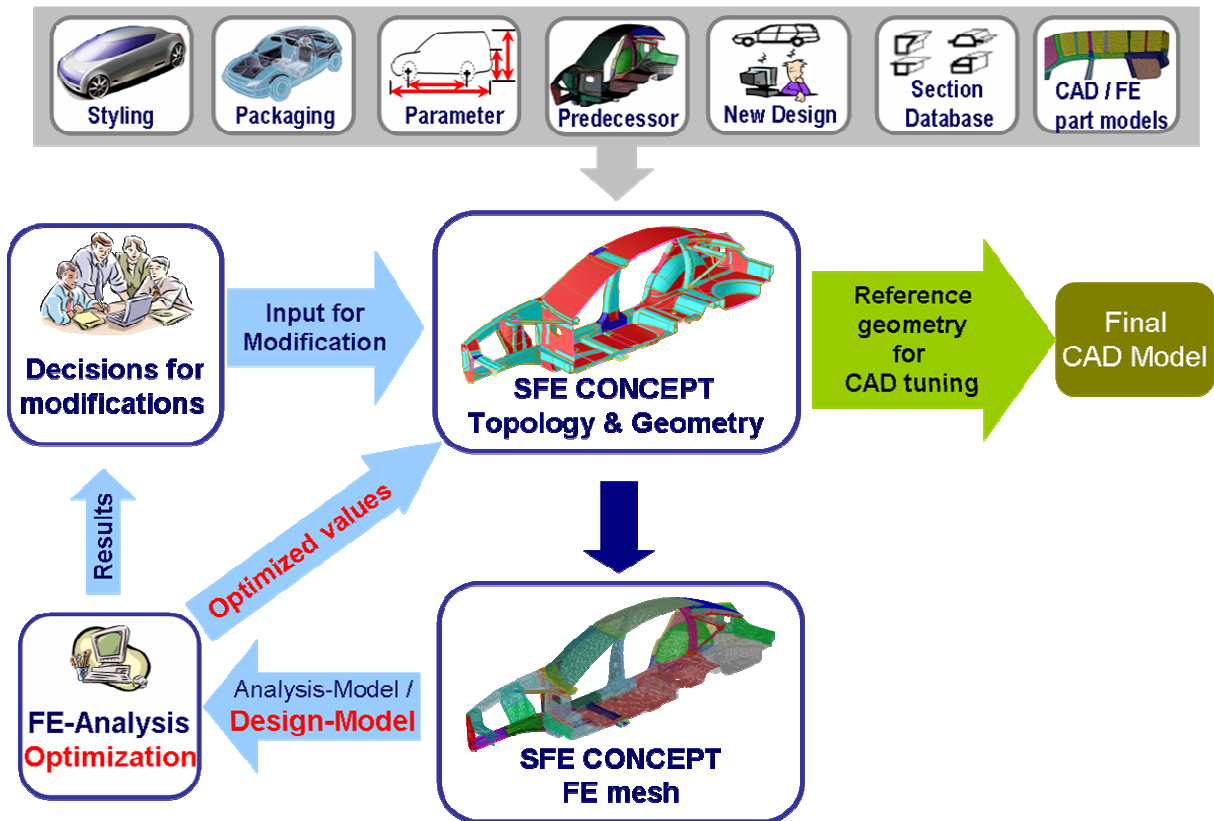 Styling
Packaging
Parameter
Predecessor
New Design
Section
Database
CAD / FE
part models
Decisions for
modifications
Input for
Modification
SFE CONCEPT
Topology & Geometry
Reference
geometry
for
CAD tuning
Final
CAD Model
Results
Optimized values
FE-Analysis
Optimization
Analysis-Model /
Design-Model
SFE CONCEPT
FE mesh